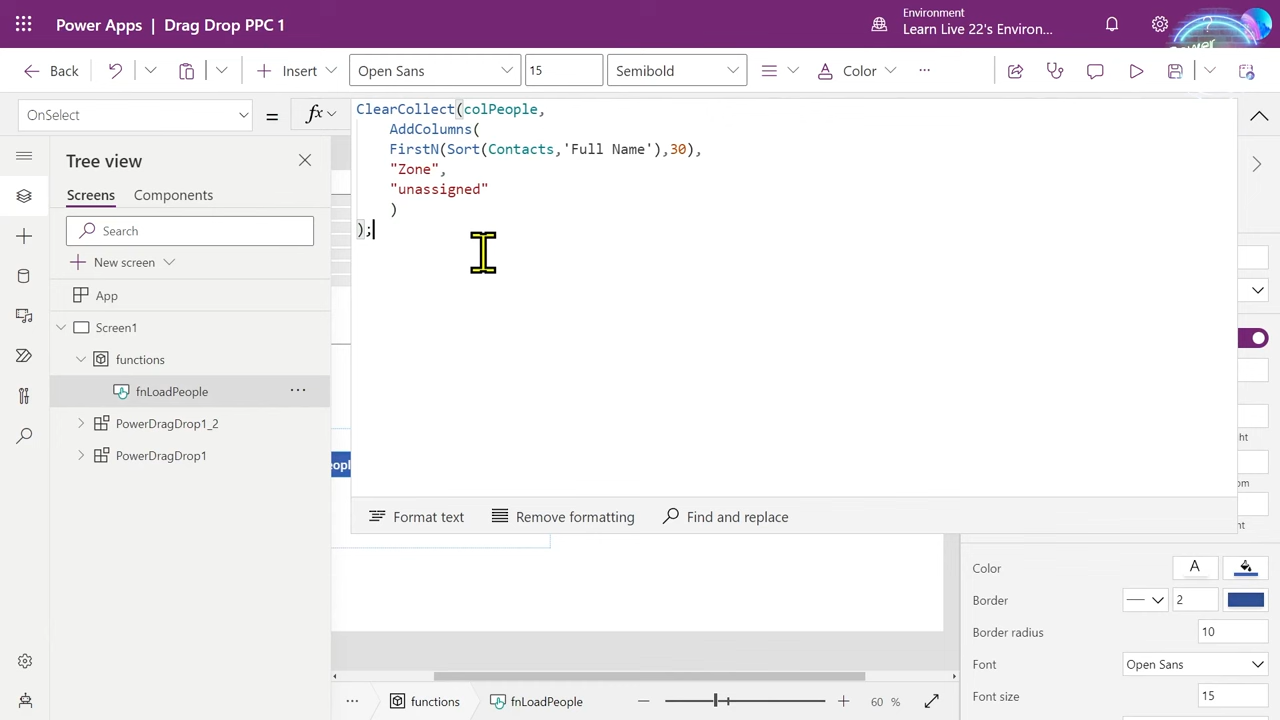 Power Apps | Drag Drop PPC 1
Environment
Learn Live 22's Environ...
Back
Insert
Open Sans
15
Semibold
Color
OnSelect
=
fx
ClearCollect(colPeople,
AddColumns(
FirstN(Sort(Contacts,'Full Name'),30),
"Zone",
"unassigned"
)
);
Tree view
Screens
Components
Search
New screen
App
Screen1
functions
fnLoadPeople
PowerDragDrop1_2
PowerDragDrop1
Format text
Remove formatting
Find and replace
Color
A
Border
2
Border radius
10
Font
Open Sans
Font size
15
functions
fnLoadPeople
60 %